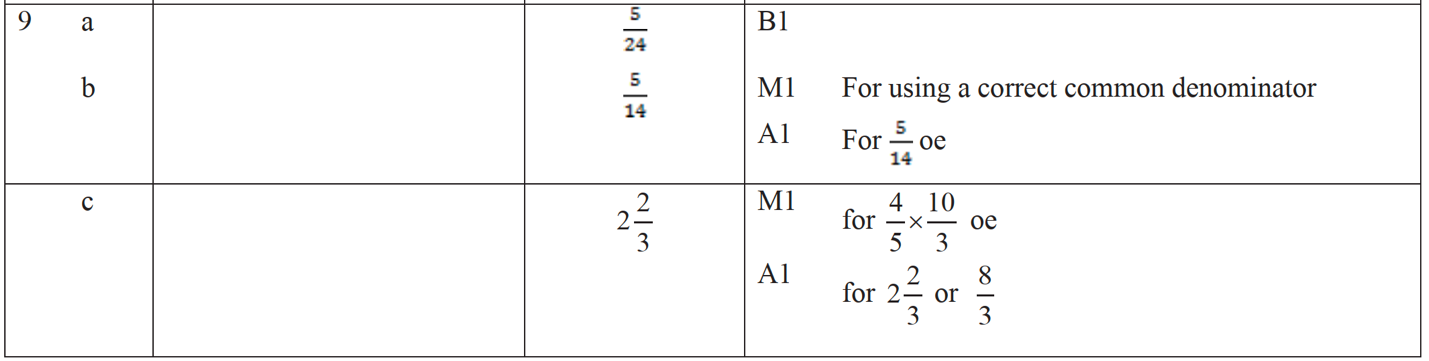 9 a 5/24 B1
b 5/14 M1 For using a correct common denominator
A1 For 5/14 oe
c 2 2/3 M1 for 4/5 × 10/3 oe
A1 for 2 2/3 or 8/3